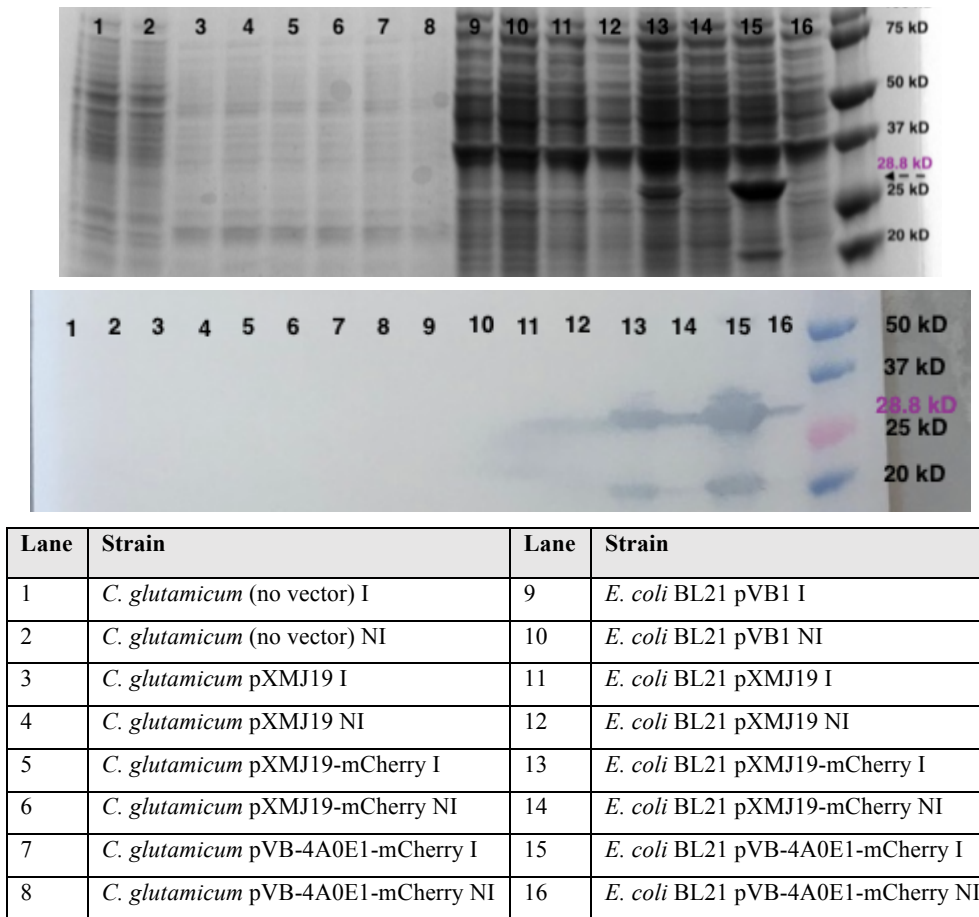 1 2 3 4 5 6 7 8 9 10 11 12 13 14 15 16 75 kD
50 kD
37 kD
28.8 kD
25 kD
20 kD
1 2 3 4 5 6 7 8 9 10 11 12 13 14 15 16 50 kD
37 kD
28.8 kD
25 kD
20 kD
Lane Strain Lane Strain
1 C. glutamicum (no vector) I 9 E. coli BL21 pVB1 I
2 C. glutamicum (no vector) NI 10 E. coli BL21 pVB1 NI
3 C. glutamicum pXMJ19 I 11 E. coli BL21 pXMJ19 I
4 C. glutamicum pXMJ19 NI 12 E. coli BL21 pXMJ19 NI
5 C. glutamicum pXMJ19-mCherry I 13 E. coli BL21 pXMJ19-mCherry I
6 C. glutamicum pXMJ19-mCherry NI 14 E. coli BL21 pXMJ19-mCherry NI
7 C. glutamicum pVB-4A0E1-mCherry I 15 E. coli BL21 pVB-4A0E1-mCherry I
8 C. glutamicum pVB-4A0E1-mCherry NI 16 E. coli BL21 pVB-4A0E1-mCherry NI